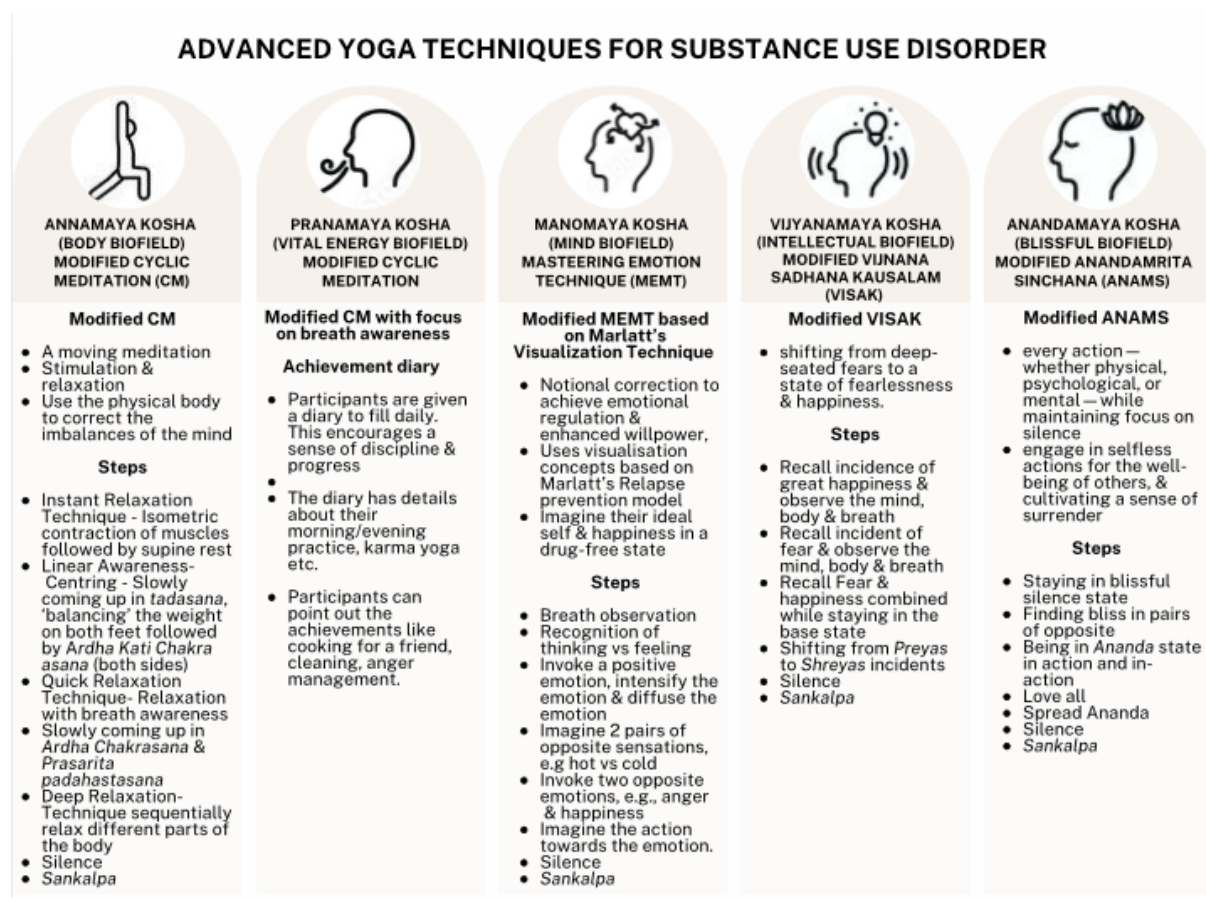 ADVANCED YOGA TECHNIQUES FOR SUBSTANCE USE DISORDER
ANNAMAYA KOSHA
(BODY BIOFIELD)
MODIFIED CYCLIC
MEDITATION (CM)
Modified CM
• A moving meditation
• Stimulation &
relaxation
• Use the physical body
to correct the
imbalances of the mind
Steps
• Instant Relaxation
Technique - Isometric
contraction of muscles
followed by supine rest
• Linear Awareness-
Centring - Slowly
coming up in tadasana,
‘balancing’ the weight
on both feet followed
by Ardha Kati Chakra
asana (both sides)
• Quick Relaxation
Technique- Relaxation
with breath awareness
• Slowly coming up in
Ardha Chakrasana &
Prasarita
padahastasana
• Deep Relaxation-
Technique sequentially
relax different parts of
the body
• Silence
• Sankalpa
PRANAMAYA KOSHA
(VITAL ENERGY BIOFIELD)
MODIFIED CYCLIC
MEDITATION
Modified CM with focus
on breath awareness
Achievement diary
• Participants are given
a diary to fill daily.
This encourages a
sense of discipline &
progress
•
• The diary has details
about their
morning/evening
practice, karma yoga
etc.
• Participants can
point out the
achievements like
cooking for a friend,
cleaning, anger
management.
MANOMAYA KOSHA
(MIND BIOFIELD)
MASTEERING EMOTION
TECHNIQUE (MEMT)
Modified MEMT based
on Marlatt’s
Visualization Technique
• Notional correction to
achieve emotional
regulation &
enhanced willpower,
• Uses visualisation
concepts based on
Marlatt’s Relapse
prevention model
• Imagine their ideal
self & happiness in a
drug-free state
Steps
• Breath observation
• Recognition of
thinking vs feeling
• Invoke a positive
emotion, intensify the
emotion & diffuse the
emotion
• Imagine 2 pairs of
opposite sensations,
e.g hot vs cold
• Invoke two opposite
emotions, e.g., anger
& happiness
• Imagine the action
towards the emotion.
• Silence
• Sankalpa
VIJYANAMAYA KOSHA
(INTELLECTUAL BIOFIELD)
MODIFIED VIJNANA
SADHANA KAUSALAM
(VISAK)
Modified VISAK
• shifting from deep-
seated fears to a
state of fearlessness
& happiness.
Steps
• Recall incidence of
great happiness &
observe the mind,
body & breath
• Recall incident of
fear & observe the
mind, body & breath
• Recall Fear &
happiness combined
while staying in the
base state
• Shifting from Preyas
to Shreyas incidents
• Silence
• Sankalpa
ANANDAMAYA KOSHA
(BLISSFUL BIOFIELD)
MODIFIED ANANDAMRITA
SINCHANA (ANAMS)
Modified ANAMS
• every action —
whether physical,
psychological, or
mental — while
maintaining focus on
silence
• engage in selfless
actions for the well-
being of others, &
cultivating a sense of
surrender
Steps
• Staying in blissful
silence state
• Finding bliss in pairs
of opposite
• Being in Ananda state
in action and in-
action
• Love all
• Spread Ananda
• Silence
• Sankalpa